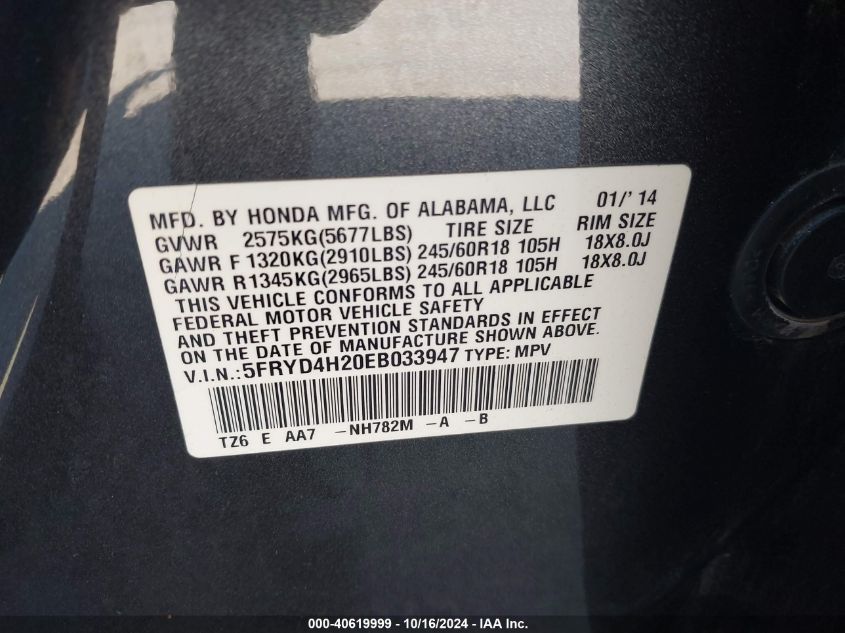 MFD. BY HONDA MFG. OF ALABAMA, LLC 01/' 14
GVWR 2575KG(5677LBS) TIRE SIZE RIM SIZE
GAWR F 1320KG(2910LBS) 245/60R18 105H 18X8.0J
GAWR R 1345KG(2965LBS) 245/60R18 105H 18X8.0J
THIS VEHICLE CONFORMS TO ALL APPLICABLE
FEDERAL MOTOR VEHICLE SAFETY
AND THEFT PREVENTION STANDARDS IN EFFECT
ON THE DATE OF MANUFACTURE SHOWN ABOVE.
V.I.N.: 5FRYD4H20EB033947 TYPE: MPV
TZ6 E AA7 -NH782M -A -B
000-40619999 - 10/16/2024 - IAA Inc.